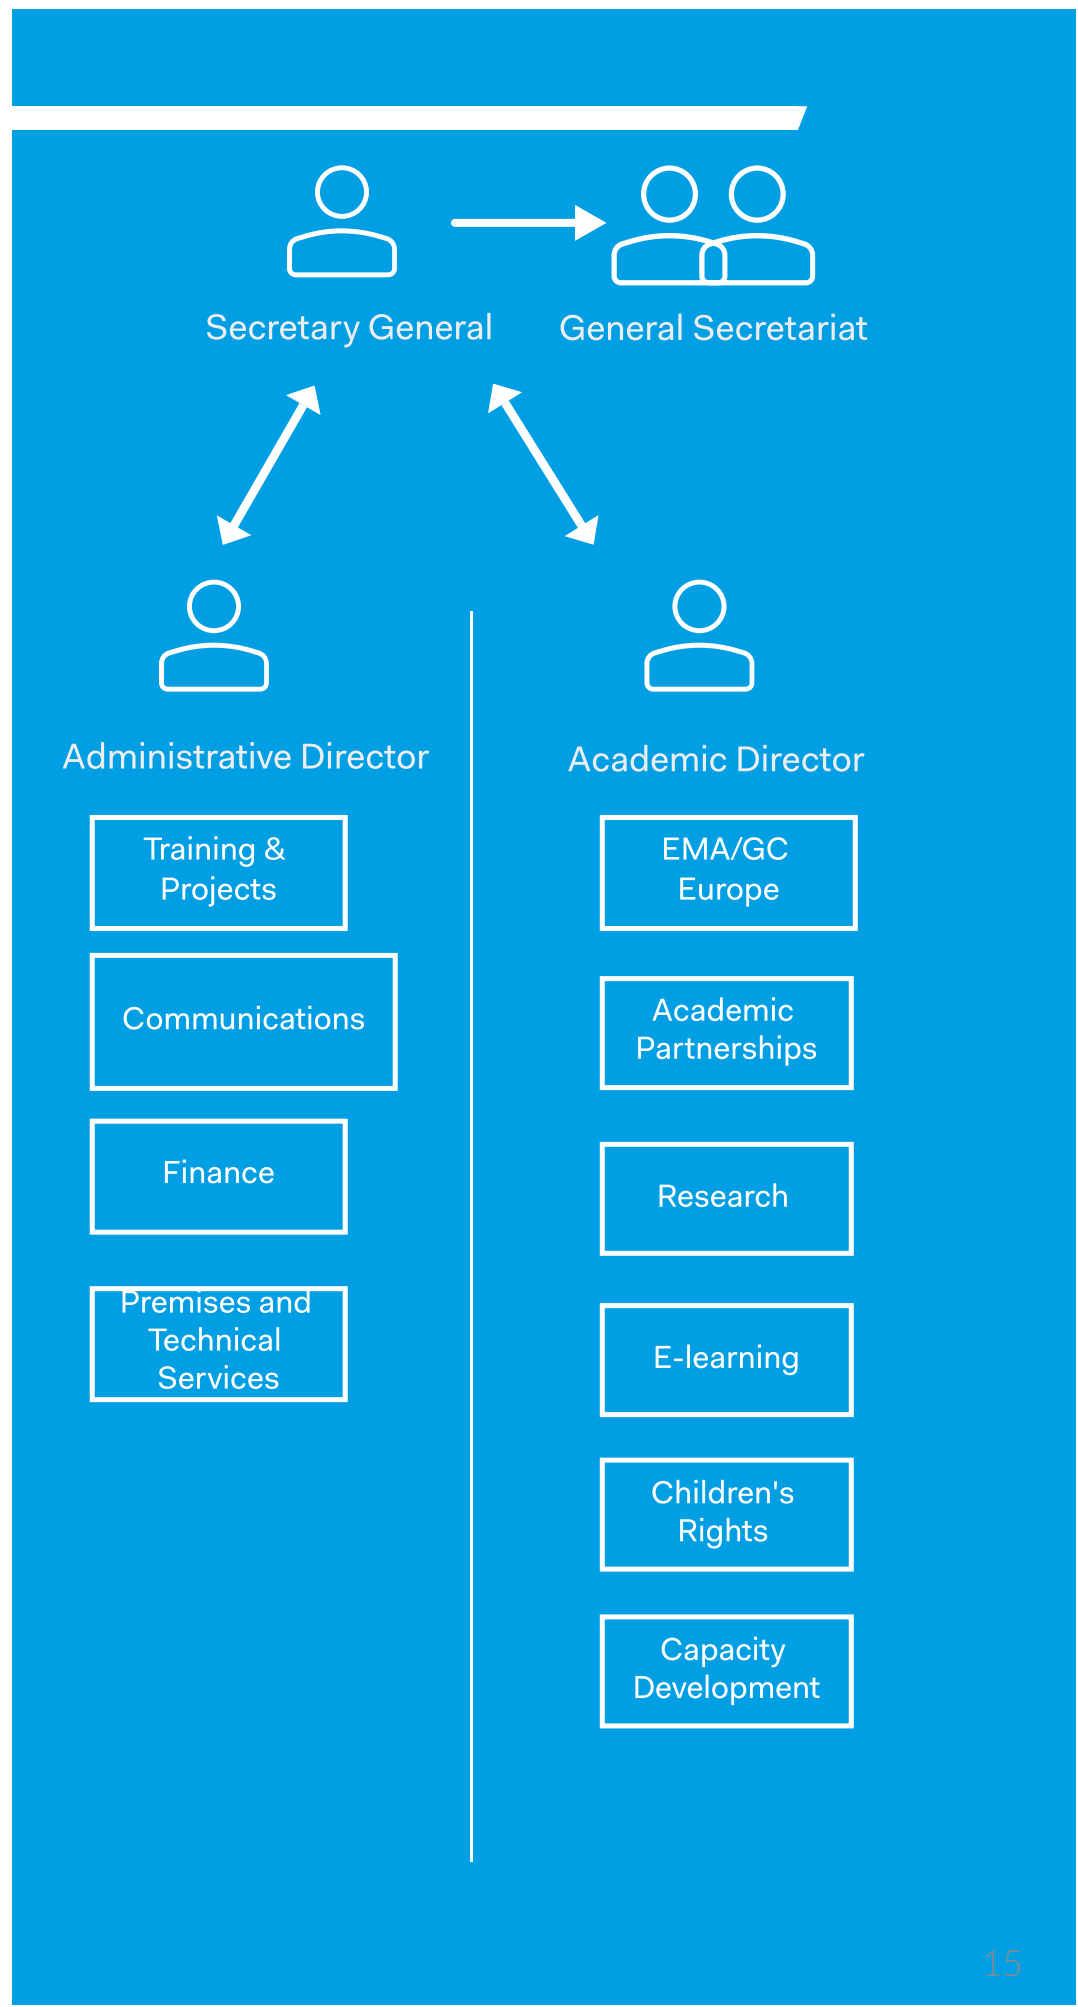 Secretary General
General Secretariat
Administrative Director
Training &
Projects
Communications
Finance
Premises and
Technical
Services
Academic Director
EMA/GC
Europe
Academic
Partnerships
Research
E-learning
Children's
Rights
Capacity
Development
15